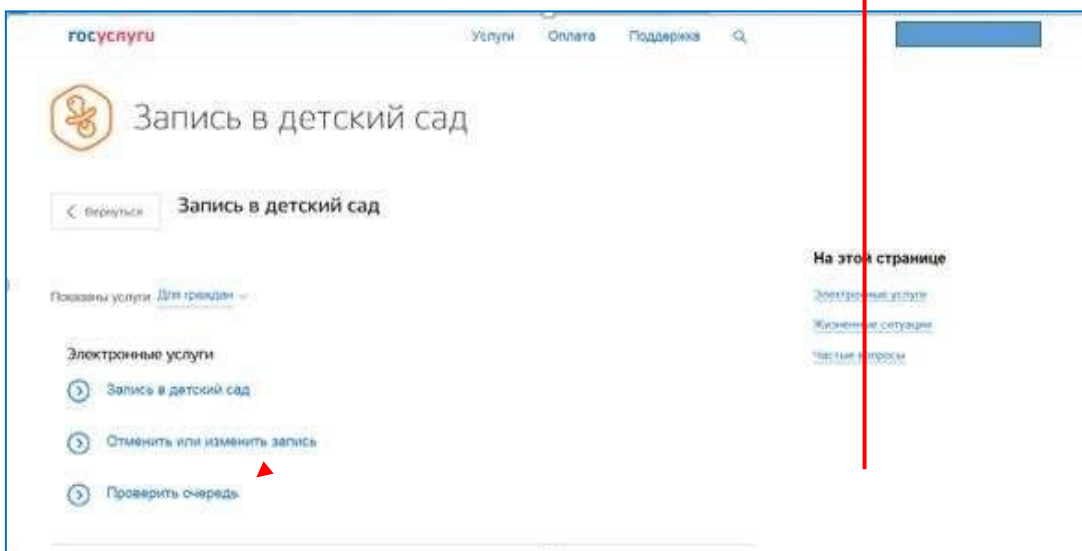 госуслуги
Услуги Оплата Поддержка
Запись в детский сад
Вернуться
Запись в детский сад
Показаны услуги Для граждан
Электронные услуги
Запись в детский сад
Отменить или изменить запись
Проверить очередь
На этой странице
Электронные услуги
Жизненные ситуации
Частые вопросы